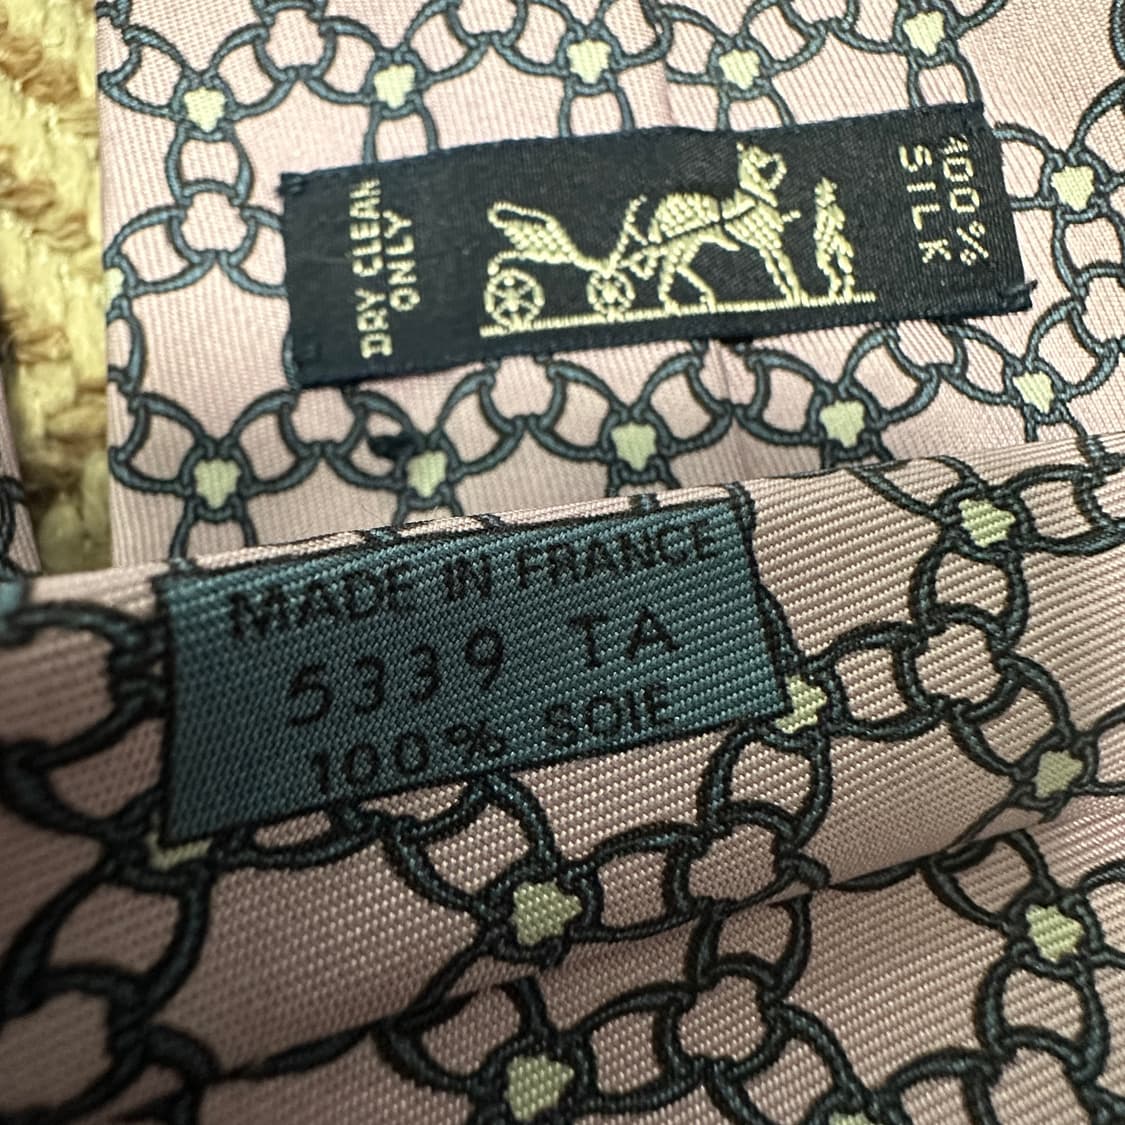 DRY CLEAN
ONLY
100%
SILK
MADE IN FRANCE
5339 TA
100% SOIE